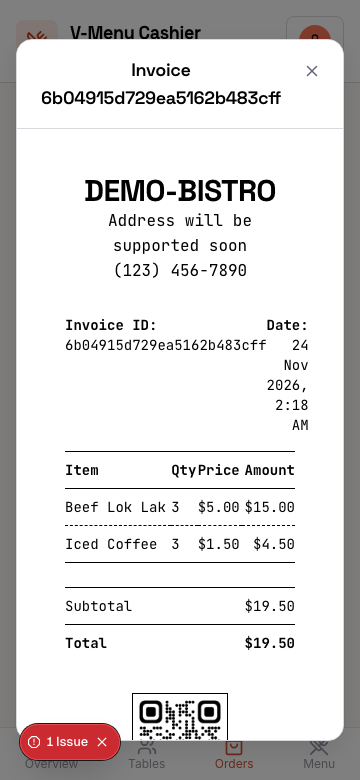 V-Menu Cashier
Invoice
6b04915d729ea5162b483cff
DEMO-BISTRO
Address will be
supported soon
(123) 456-7890
Invoice ID: Date:
6b04915d729ea5162b483cff 24
Nov
2026,
2:18
AM
Item Qty Price Amount
Beef Lok Lak 3 $5.00 $15.00
Iced Coffee 3 $1.50 $4.50
Subtotal $19.50
Total $19.50
1 Issue
Overview Tables Orders Menu